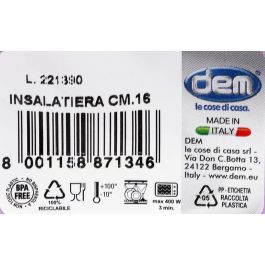 L. 221390
INSALATIERA CM.16
8 001158 871346
dem
le cose di casa.
MADE IN
ITALY
DEM
le cose di casa srl -
Via Don C.Botta 13,
24122 Bergamo -
Italy - www.dem.eu
BPA
FREE
100%
RICICLABILE
+100°
-10°
max 400 W
3 min.
05
PP - ETICHETTA
RACCOLTA
PLASTICA